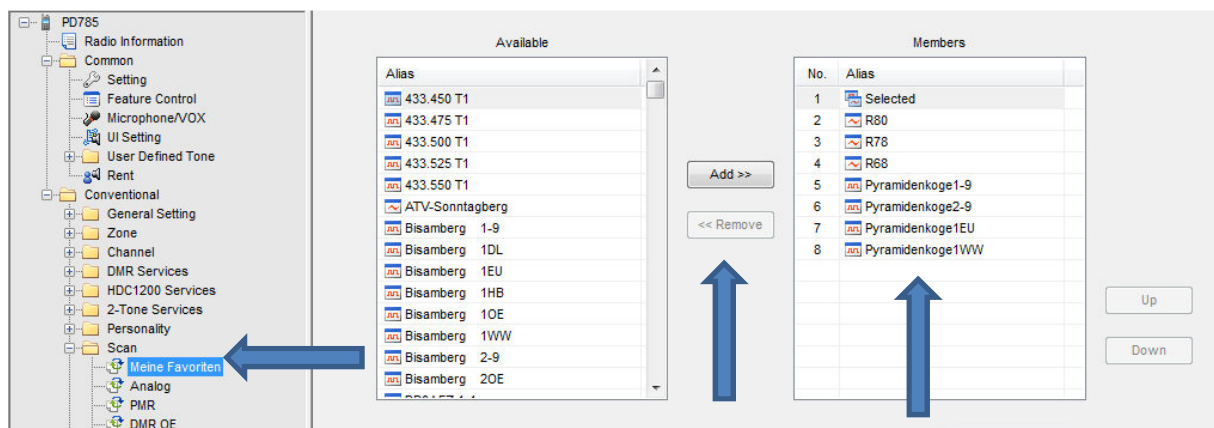 PD785
Radio Information
Common
Setting
Feature Control
Microphone/VOX
UI Setting
User Defined Tone
Rent
Conventional
General Setting
Zone
Channel
DMR Services
HDC1200 Services
2-Tone Services
Personality
Scan
Meine Favoriten
Analog
PMR
DMR OE
Available
Alias
433.450 T1
433.475 T1
433.500 T1
433.525 T1
433.550 T1
ATV-Sonntagberg
Bisamberg 1-9
Bisamberg 1DL
Bisamberg 1EU
Bisamberg 1HB
Bisamberg 1OE
Bisamberg 1WW
Bisamberg 2-9
Bisamberg 2OE
Add >>
<< Remove
Members
No. Alias
1 Selected
2 R80
3 R78
4 R68
5 Pyramidenkoge1-9
6 Pyramidenkoge2-9
7 Pyramidenkoge1EU
8 Pyramidenkoge1WW
Up
Down